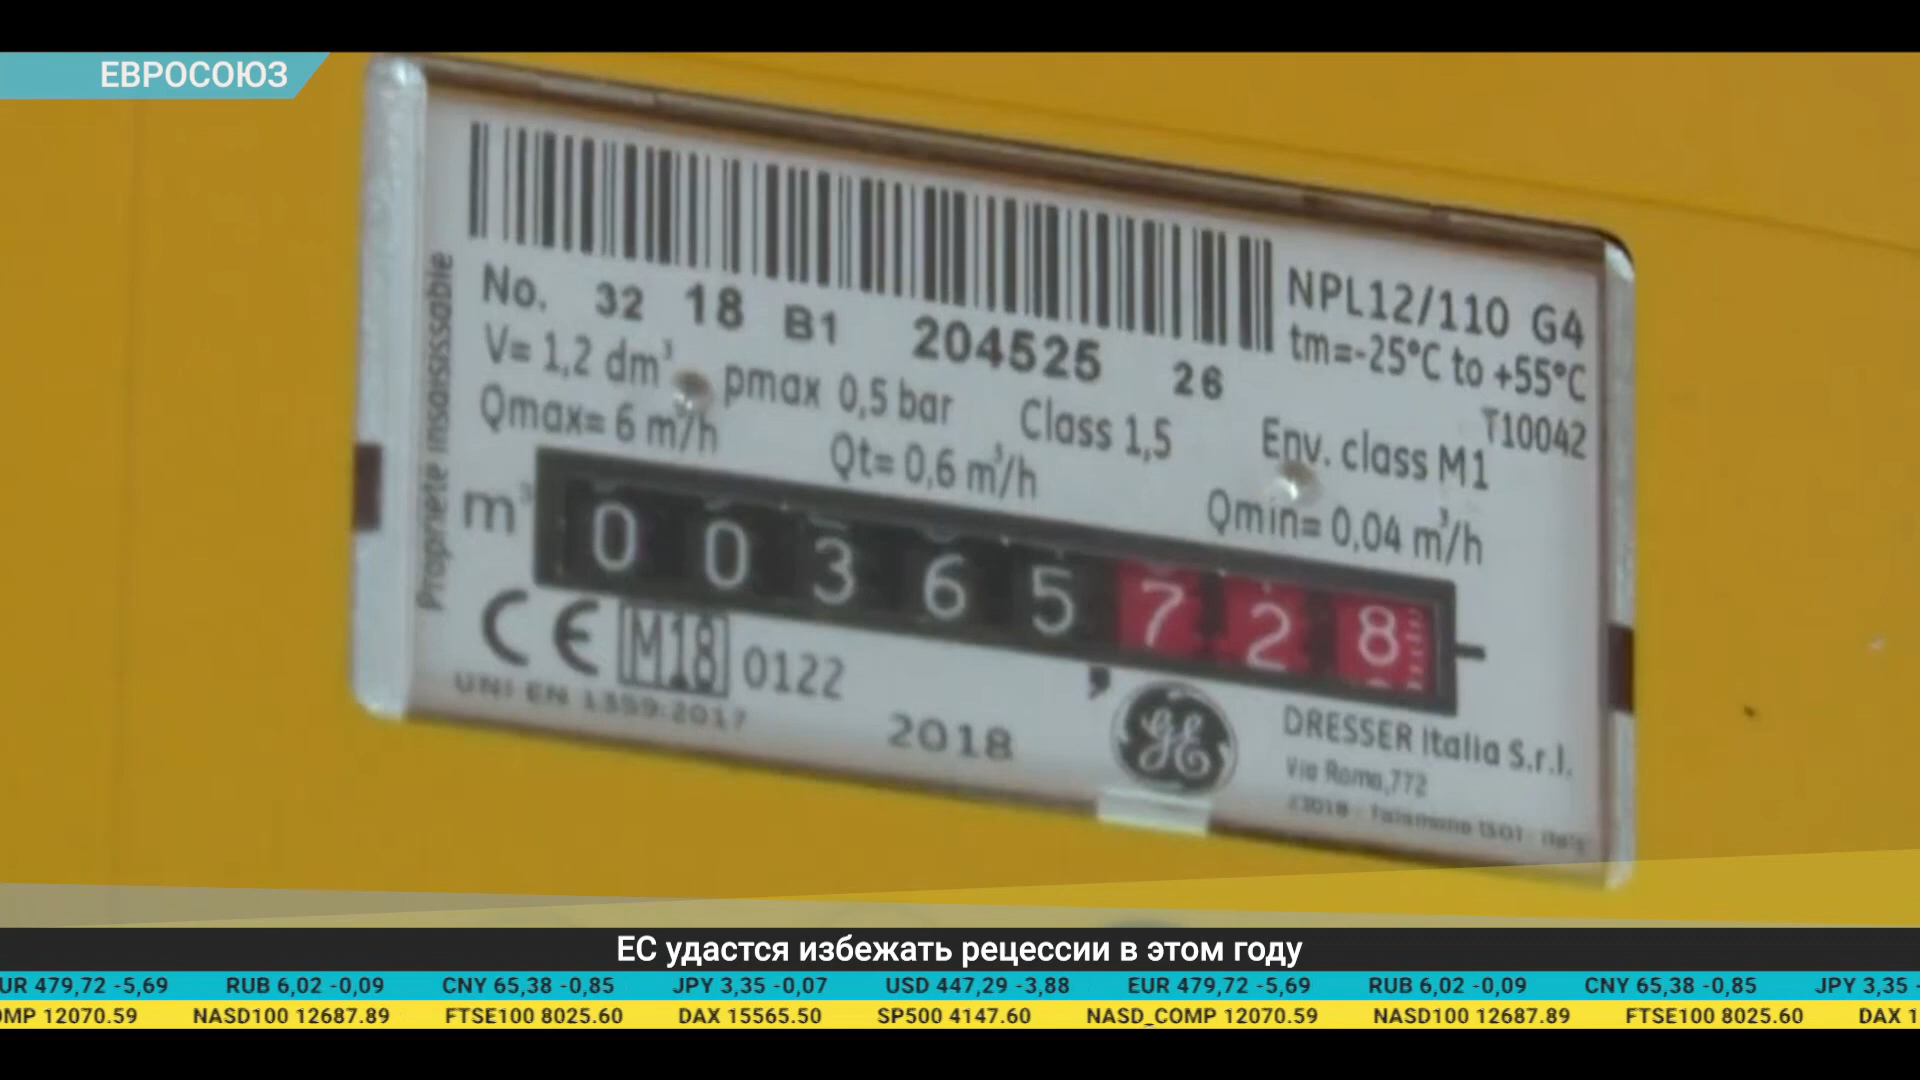 ЕВРОСОЮЗ
No. 32 18 B1 204525 26
NPL12/110 G4
V= 1,2 dm³ pmax 0,5 bar Class 1,5
tm=-25°C to +55°C
T10042
Qmax= 6 m³/h Qt= 0,6 m³/h Env. class M1
Qmin= 0,04 m³/h
Propriete insaisissable
m³ 0 0 3 6 5 7 2 8
CE M18 0122
,
UNI EN 1359:2017
2018
GE
DRESSER Italia S.r.l.
Via Roma,772
ЕС удастся избежать рецессии в этом году
UR 479,72 -5,69 RUB 6,02 -0,09 CNY 65,38 -0,85 JPY 3,35 -0,07 USD 447,29 -3,88 EUR 479,72 -5,69 RUB 6,02 -0,09 CNY 65,38 -0,85 JPY 3,35 -
OMP 12070.59 NASD100 12687.89 FTSE100 8025.60 DAX 15565.50 SP500 4147.60 NASD_COMP 12070.59 NASD100 12687.89 FTSE100 8025.60 DAX 1